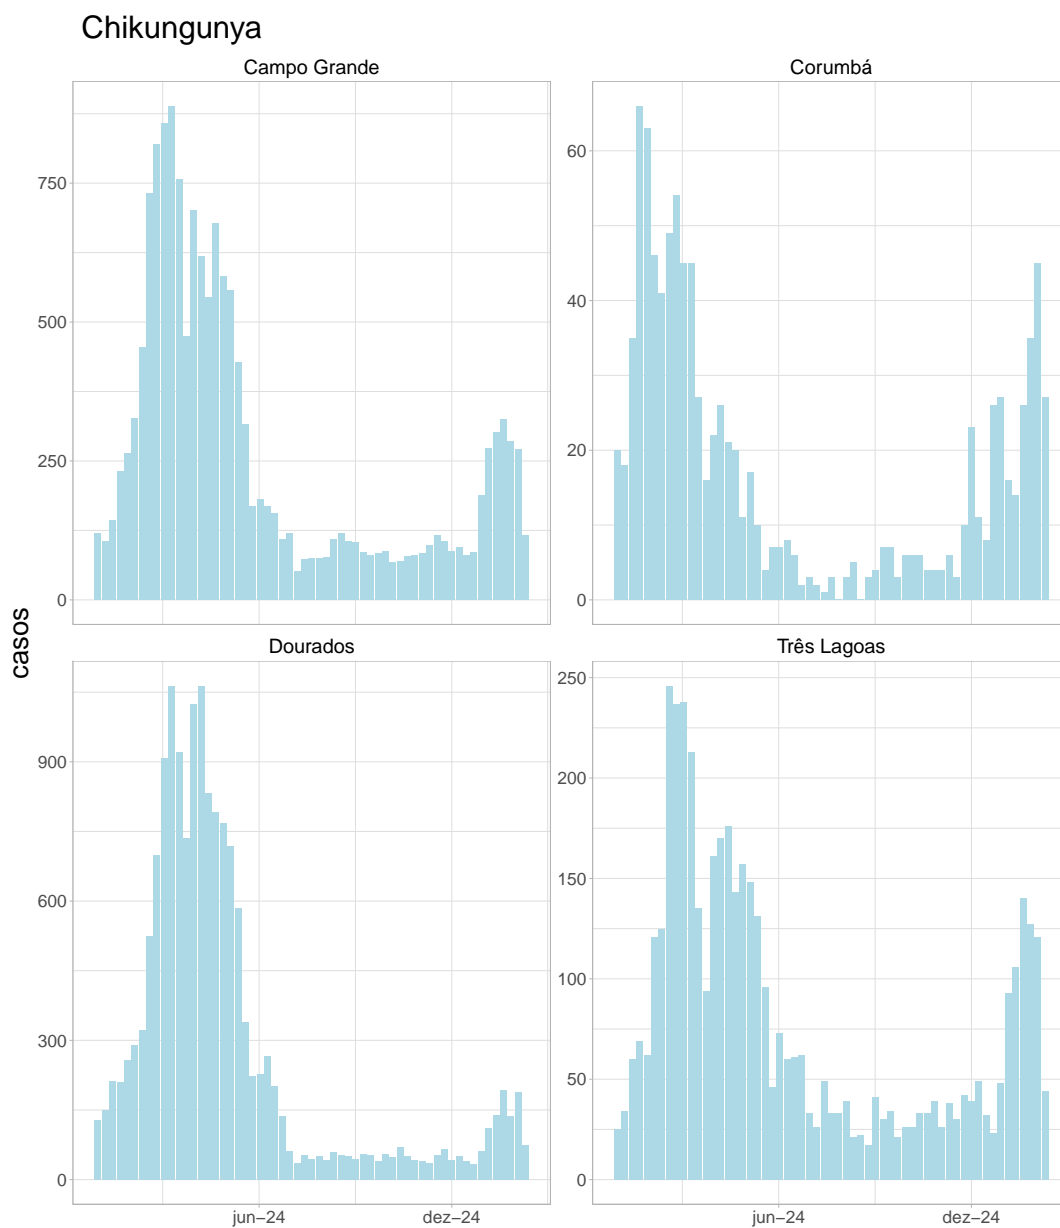 Chikungunya
Campo Grande
Corumbá
750
500
250
0
60
40
20
0
casos
Dourados
Três Lagoas
900
600
300
0
250
200
150
100
50
0
jun−24
dez−24
jun−24
dez−24